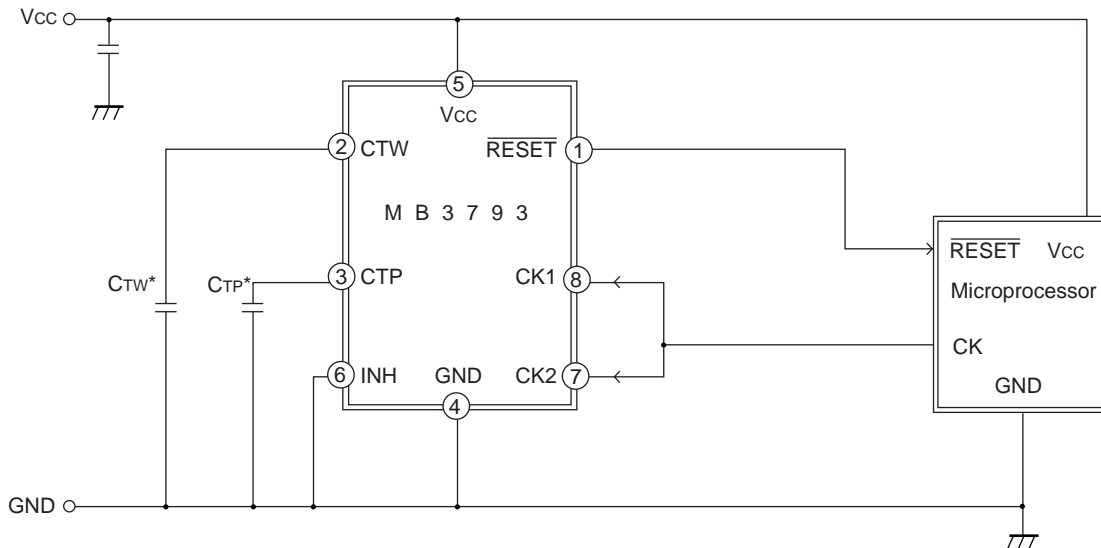 VCC
5
VCC
2 CTW
RESET 1
M B 3 7 9 3
RESET VCC
3 CTP
CK1 8
CTW*
CTP*
Microprocessor
CK
6 INH
GND
CK2 7
GND
4
GND